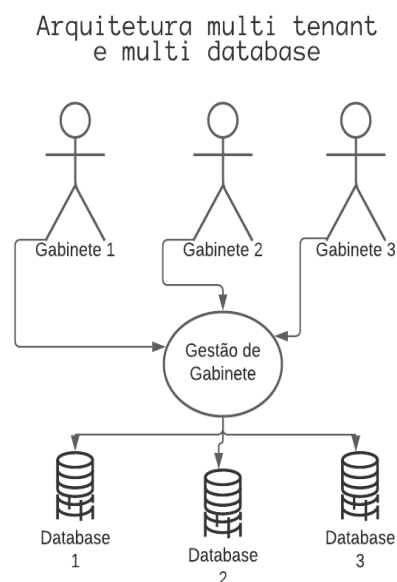 Arquitetura multi tenant
e multi database
Gabinete 1
Gabinete 2
Gabinete 3
Gestão de
Gabinete
Database
1
Database
2
Database
3